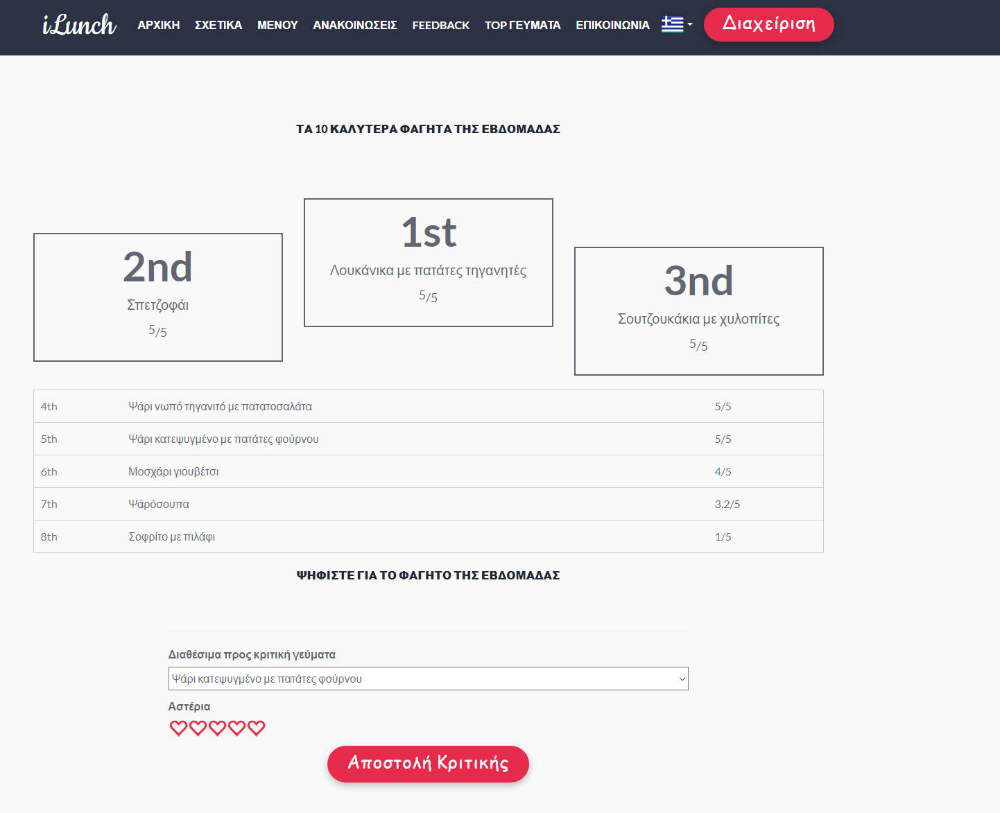 iLunch ΑΡΧΙΚΗ ΣΧΕΤΙΚΑ ΜΕΝΟΥ ΑΝΑΚΟΙΝΩΣΕΙΣ FEEDBACK TOP ΓΕΥΜΑΤΑ ΕΠΙΚΟΙΝΩΝΙΑ Διαχείριση
ΤΑ 10 ΚΑΛΥΤΕΡΑ ΦΑΓΗΤΑ ΤΗΣ ΕΒΔΟΜΑΔΑΣ
1st
Λουκάνικα με πατάτες τηγανητές
5/5
2nd
Σπετζοφάι
5/5
3nd
Σουτζουκάκια με χυλοπίτες
5/5
4th Ψάρι νωπό τηγανιτό με πατατοσαλάτα 5/5
5th Ψάρι κατεψυγμένο με πατάτες φούρνου 5/5
6th Μοσχάρι γιουβέτσι 4/5
7th Ψάρόσουπα 3.2/5
8th Σοφρίτο με πιλάφι 1/5
ΨΗΦΙΣΤΕ ΓΙΑ ΤΟ ΦΑΓΗΤΟ ΤΗΣ ΕΒΔΟΜΑΔΑΣ
Διαθέσιμα προς κριτική γεύματα
Ψάρι κατεψυγμένο με πατάτες φούρνου
Αστέρια
Αποστολή Κριτικής